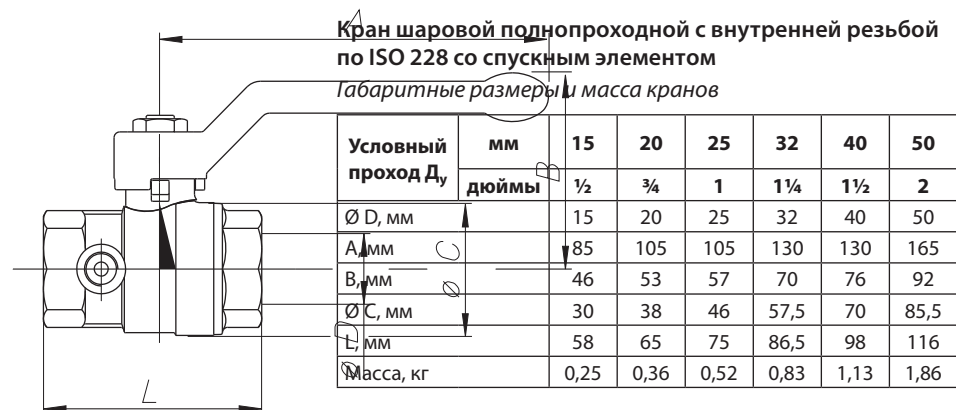 Кран шаровой полнопроходной с внутренней резьбой
по ISO 228 со спускным элементом
Габаритные размеры и масса кранов
Условный проход Ду мм 15 20 25 32 40 50
дюймы ½ ¾ 1 1¼ 1½ 2
Ø D, мм 15 20 25 32 40 50
А, мм 85 105 105 130 130 165
В, мм 46 53 57 70 76 92
Ø С, мм 30 38 46 57,5 70 85,5
L, мм 58 65 75 86,5 98 116
Масса, кг 0,25 0,36 0,52 0,83 1,13 1,86
A
B
Ø C
Ø D
L